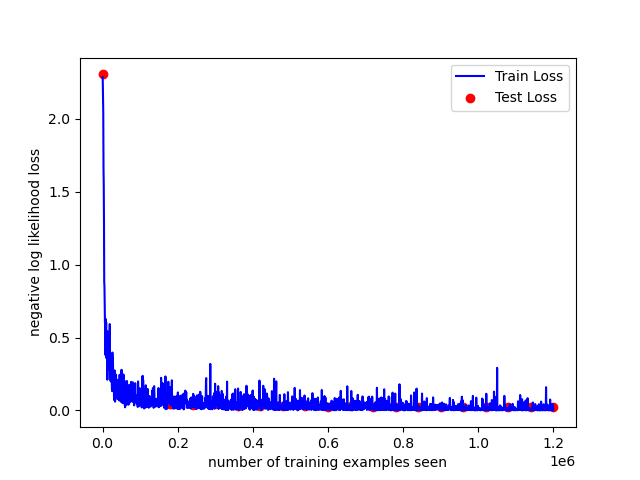 Train Loss
Test Loss
negative log likelihood loss
2.0
1.5
1.0
0.5
0.0
0.0 0.2 0.4 0.6 0.8 1.0 1.2
1e6
number of training examples seen